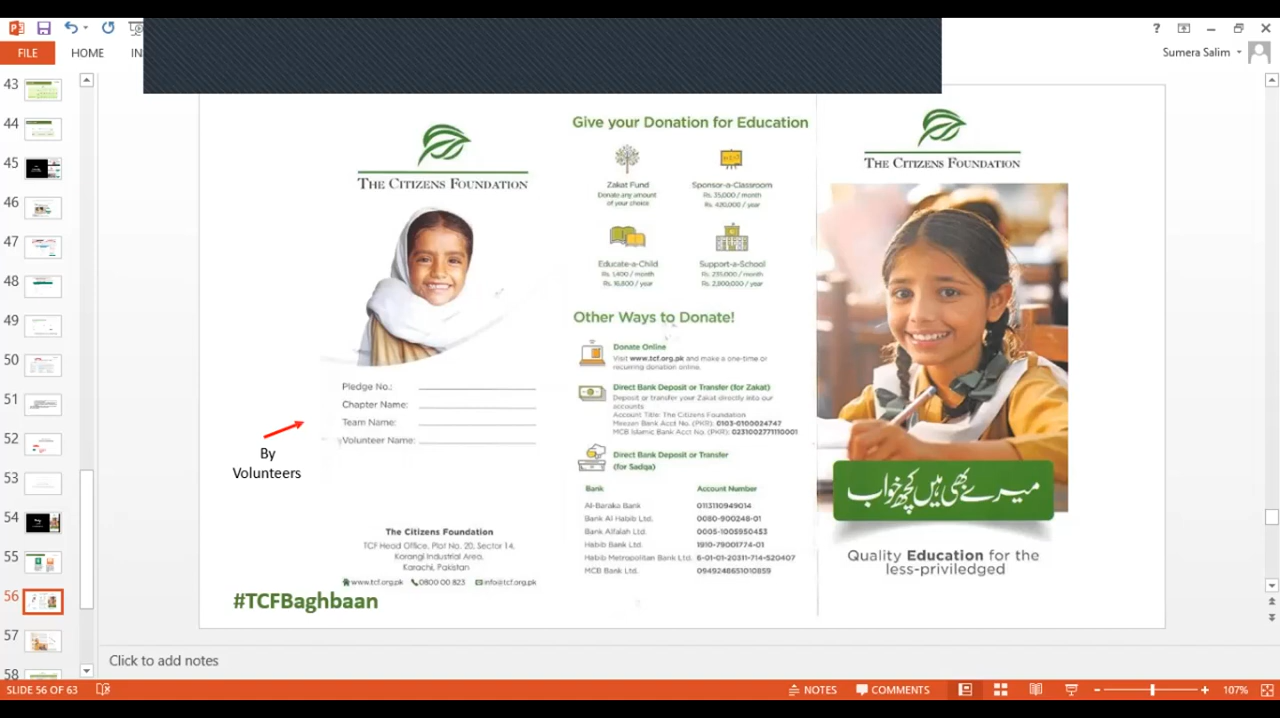 FILE
HOME
IN
?
Sumera Salim
43
44
45
46
47
48
49
50
51
52
53
54
55
56
57
58
THE CITIZENS FOUNDATION
Pledge No.:
Chapter Name:
Team Name:
Volunteer Name:
By
Volunteers
The Citizens Foundation
TCF Head Office, Plot No. 20, Sector 14,
Korangi Industrial Area,
Karachi, Pakistan
www.tcf.org.pk 0800 00 823 info@tcf.org.pk
#TCFBaghbaan
Give your Donation for Education
Zakat Fund
Donate any amount
of your choice
Sponsor-a-Classroom
Rs. 35,000 / month
Rs. 420,000 / year
Educate-a-Child
Rs. 1,400 / month
Rs. 16,800 / year
Support-a-School
Rs. 2,800,000 / year
Other Ways to Donate!
Donate Online
Visit www.tcf.org.pk and make a one-time or
recurring donation online.
Direct Bank Deposit or Transfer (for Zakat)
Deposit or transfer your Zakat directly into our
accounts
Account Title: The Citizens Foundation
Meezan Bank Acct No. (PKR): 0103-0100024747
MCB Islamic Bank Acct No. (PKR): 0231002771110001
Direct Bank Deposit or Transfer
(for Sadqa)
Bank Account Number
Al-Baraka Bank 0113110949014
Bank Al Habib Ltd. 0080-900248-01
Bank Alfalah Ltd. 0005-1005950453
Habib Bank Ltd. 1910-79001774-01
Habib Metropolitan Bank Ltd. 6-01-01-20311-714-520407
MCB Bank Ltd. 0949248651010859
THE CITIZENS FOUNDATION
میرے بھی ہیں کچھ خواب
Quality Education for the
less-priviledged
Click to add notes
SLIDE 56 OF 63
NOTES
COMMENTS
107%